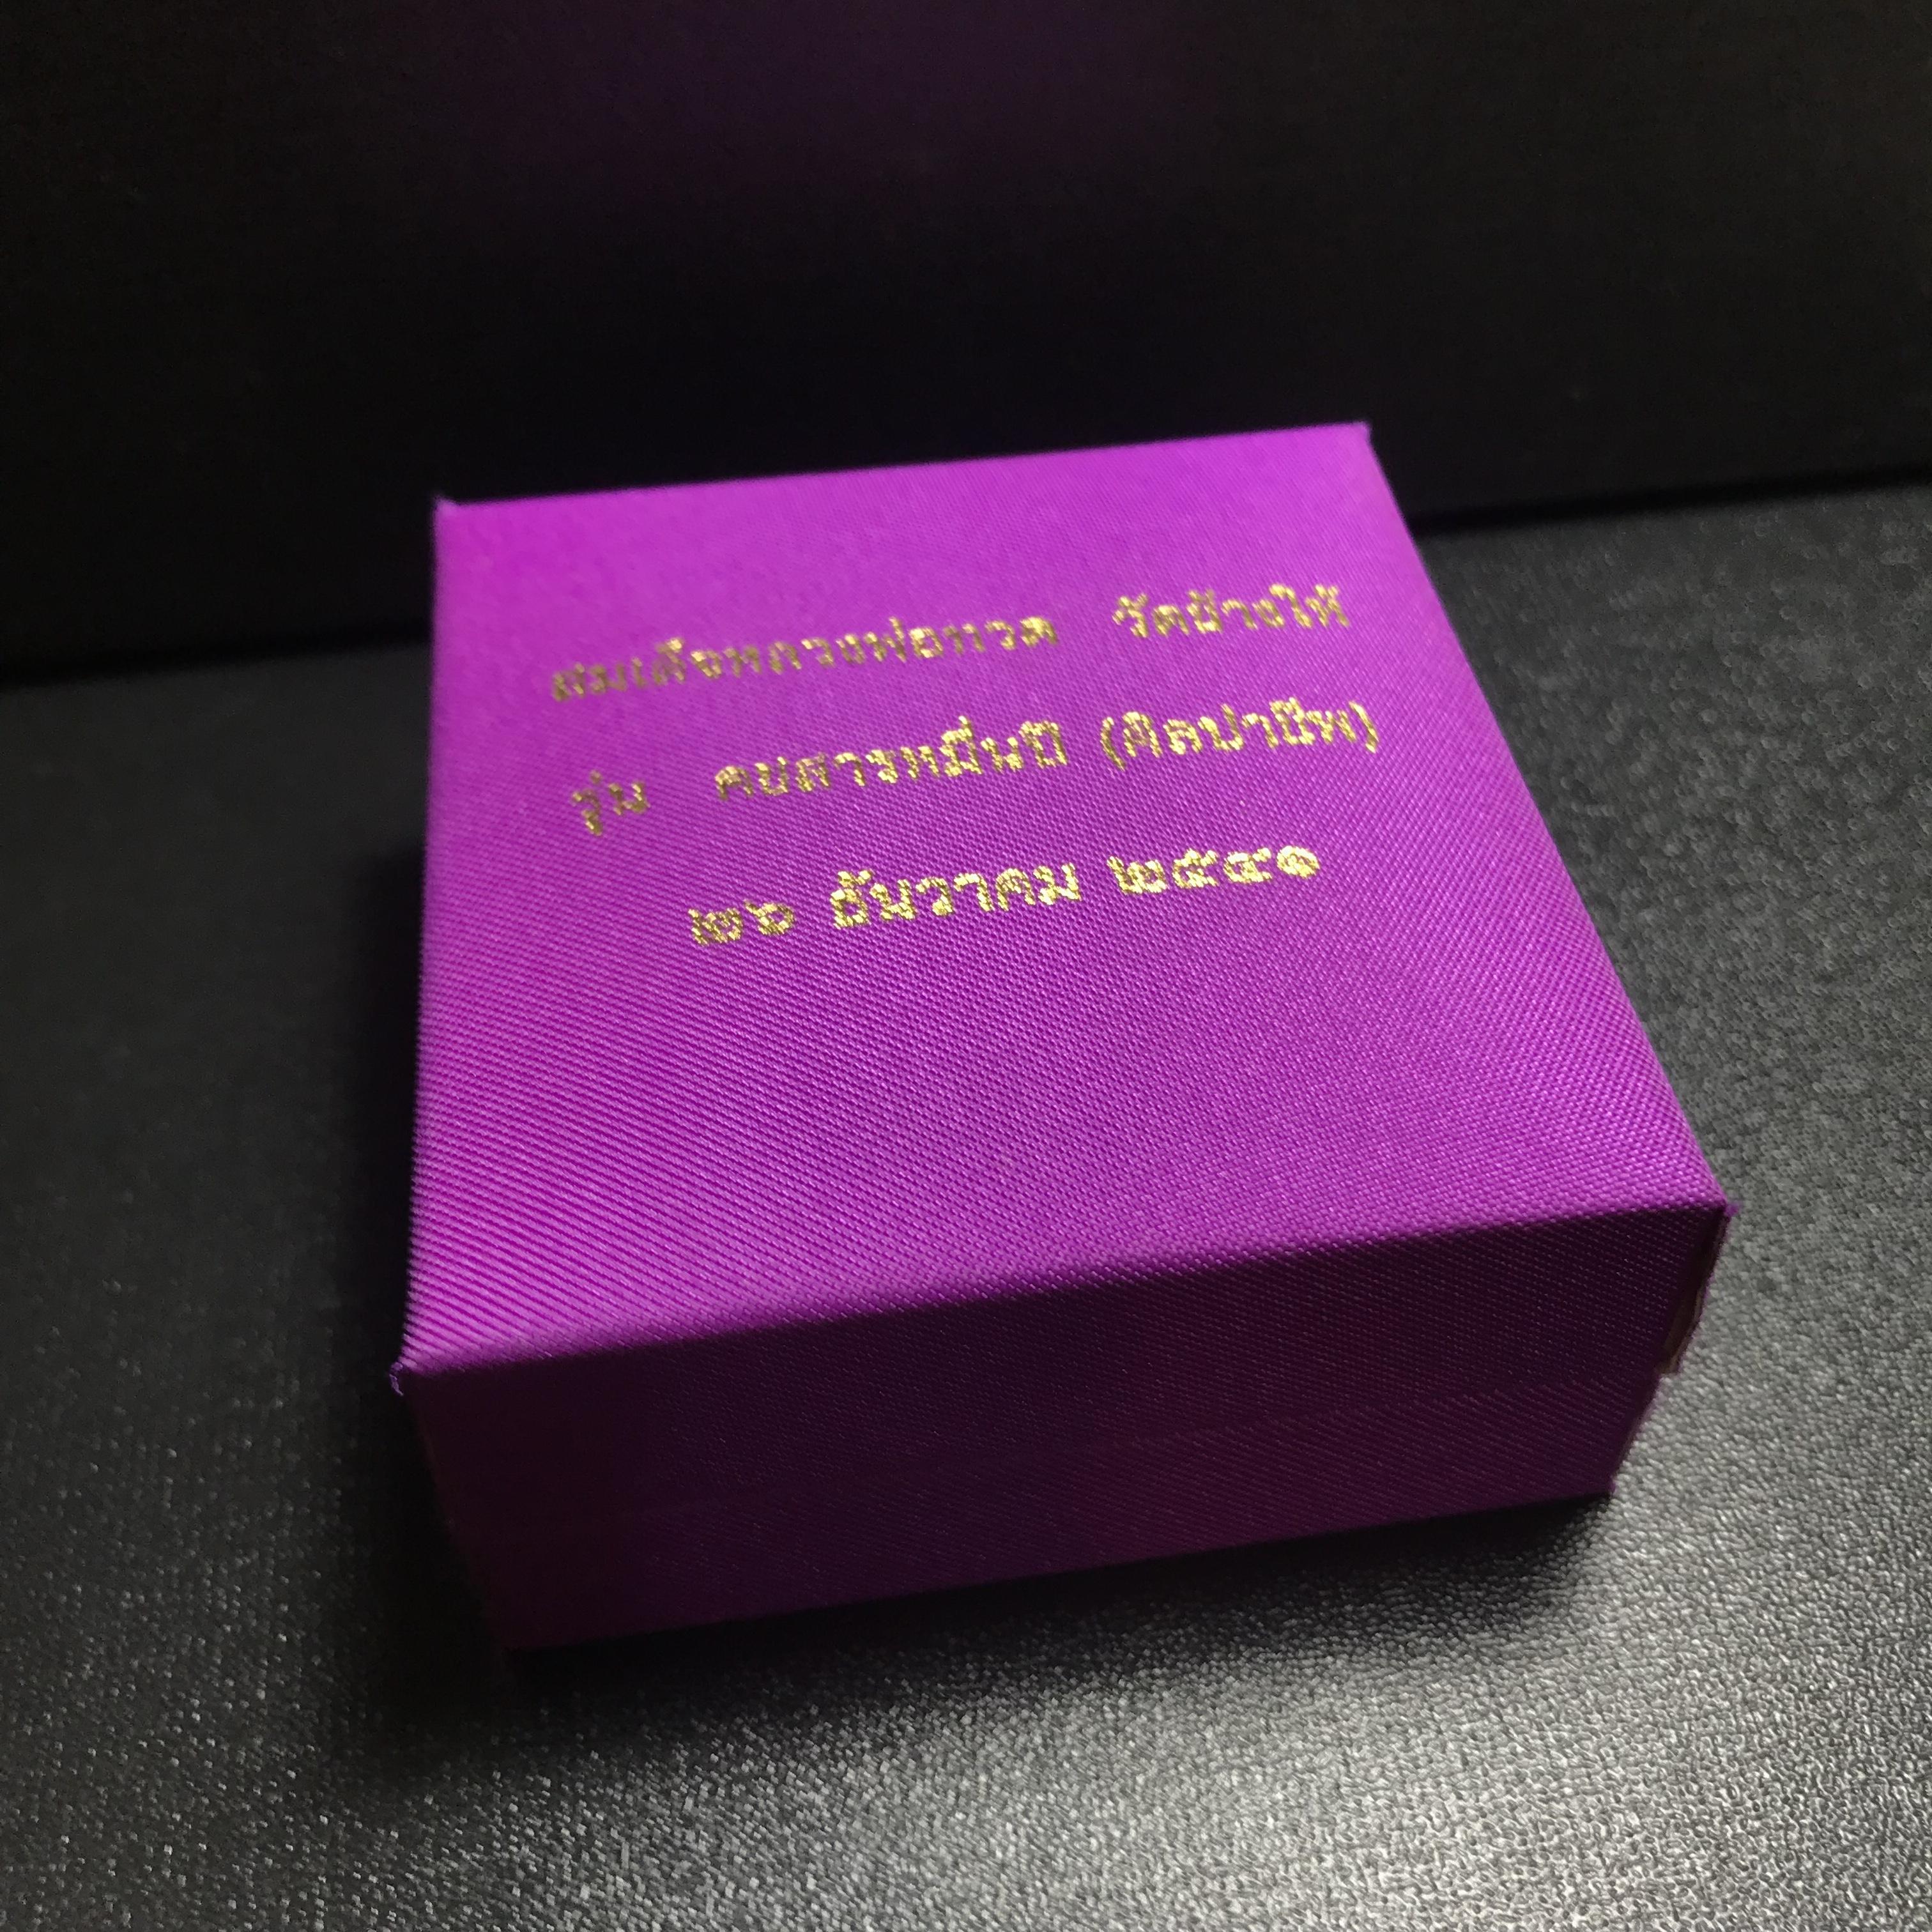 สมเด็จหลวงพ่อทวด วัดช้างให้
รุ่น คชสารหมื่นปี (ศิลปาชีพ)
๒๖ ธันวาคม ๒๕๔๑